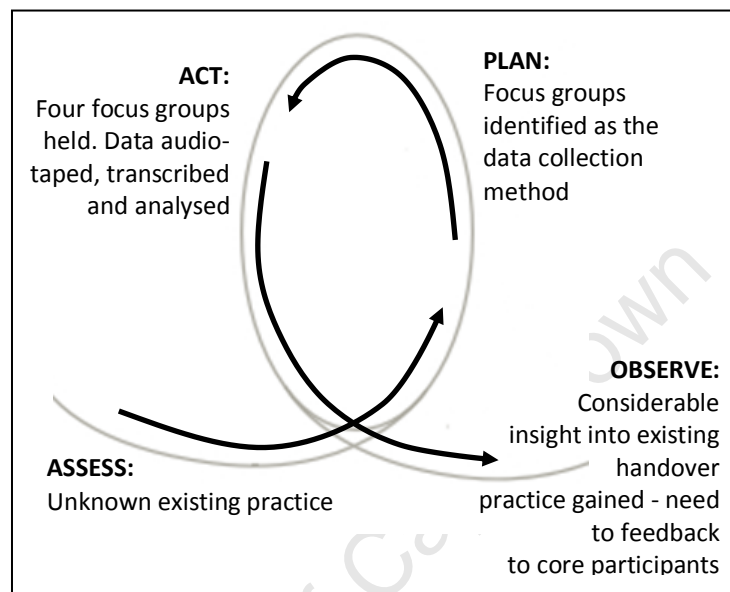 ACT:
Four focus groups
held. Data audio-
taped, transcribed
and analysed
PLAN:
Focus groups
identified as the
data collection
method
ASSESS:
Unknown existing practice
OBSERVE:
Considerable
insight into existing
handover
practice gained - need
to feedback
to core participants